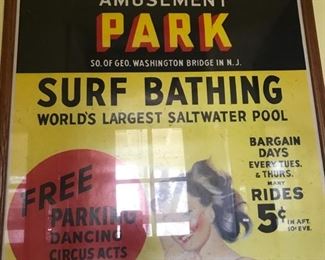 AMUSEMENT
PARK
SO. OF GEO. WASHINGTON BRIDGE IN N.J.
SURF BATHING
WORLD'S LARGEST SALTWATER POOL
BARGAIN
DAYS
EVERY TUES.
& THURS.
MANY
RIDES
5¢
IN AFT.
10¢ EVE.
FREE
PARKING
DANCING
CIRCUS ACTS